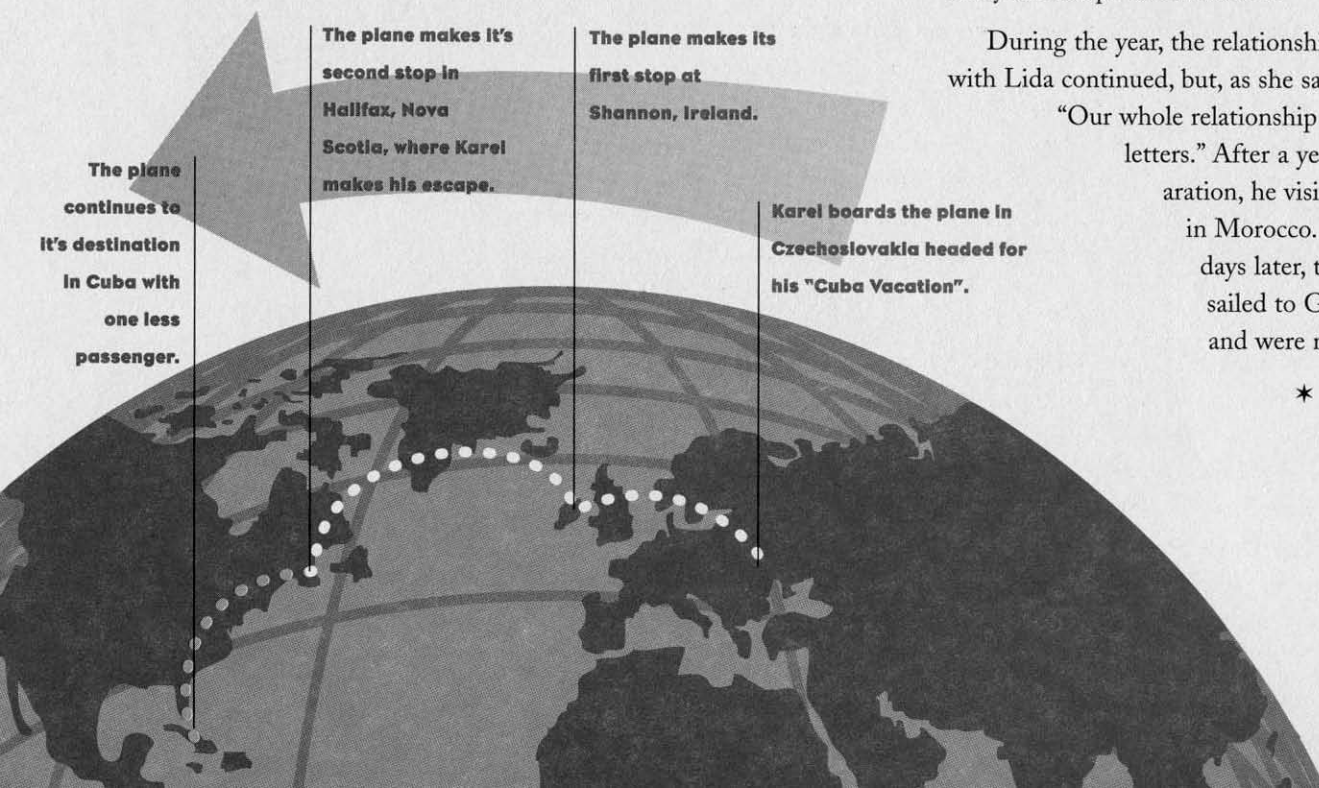 The plane makes it's
second stop in
Halifax, Nova
Scotia, where Karel
makes his escape.
The plane makes its
first stop at
Shannon, Ireland.
The plane
continues to
it's destination
in Cuba with
one less
passenger.
Karel boards the plane in
Czechoslovakia headed for
his "Cuba Vacation".
During the year, the relationshi
with Lida continued, but, as she sa
“Our whole relationship
letters.” After a ye
aration, he visi
in Morocco.
days later, t
sailed to G
and were r
✶